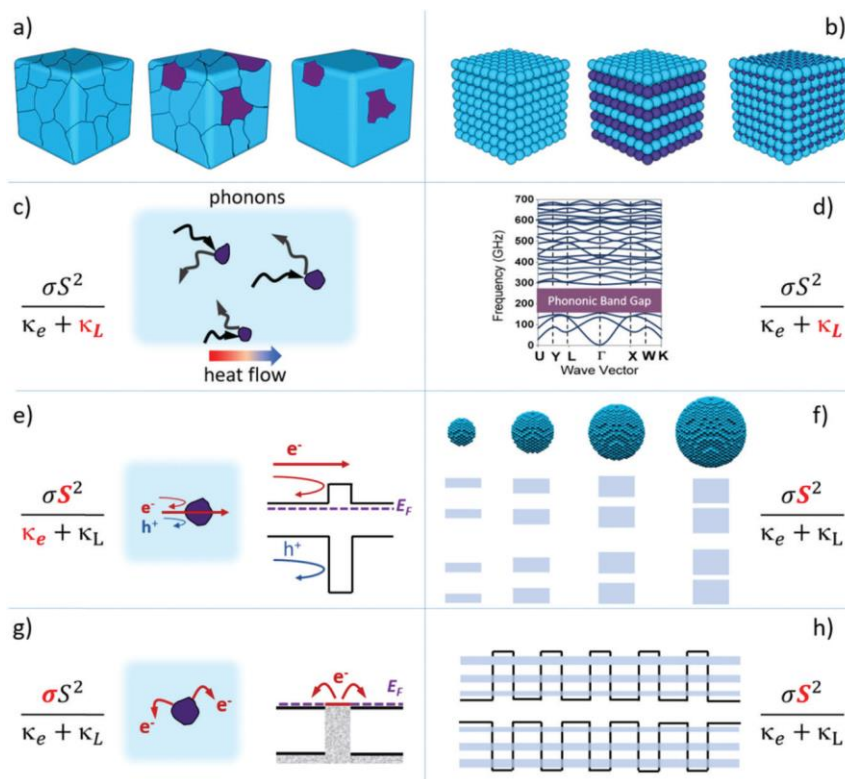 a)
b)
c)
phonons
σS²
κe + κL
heat flow
d)
Frequency (GHz)
700
600
500
400
300
200
100
0
Phononic Band Gap
U Y L Γ X W K
Wave Vector
σS²
κe + κL
e)
σS²
κe + κL
e-
h+
e-
EF
h+
f)
σS²
κe + κL
g)
σS²
κe + κL
e-
e-
e-
EF
h)
σS²
κe + κL